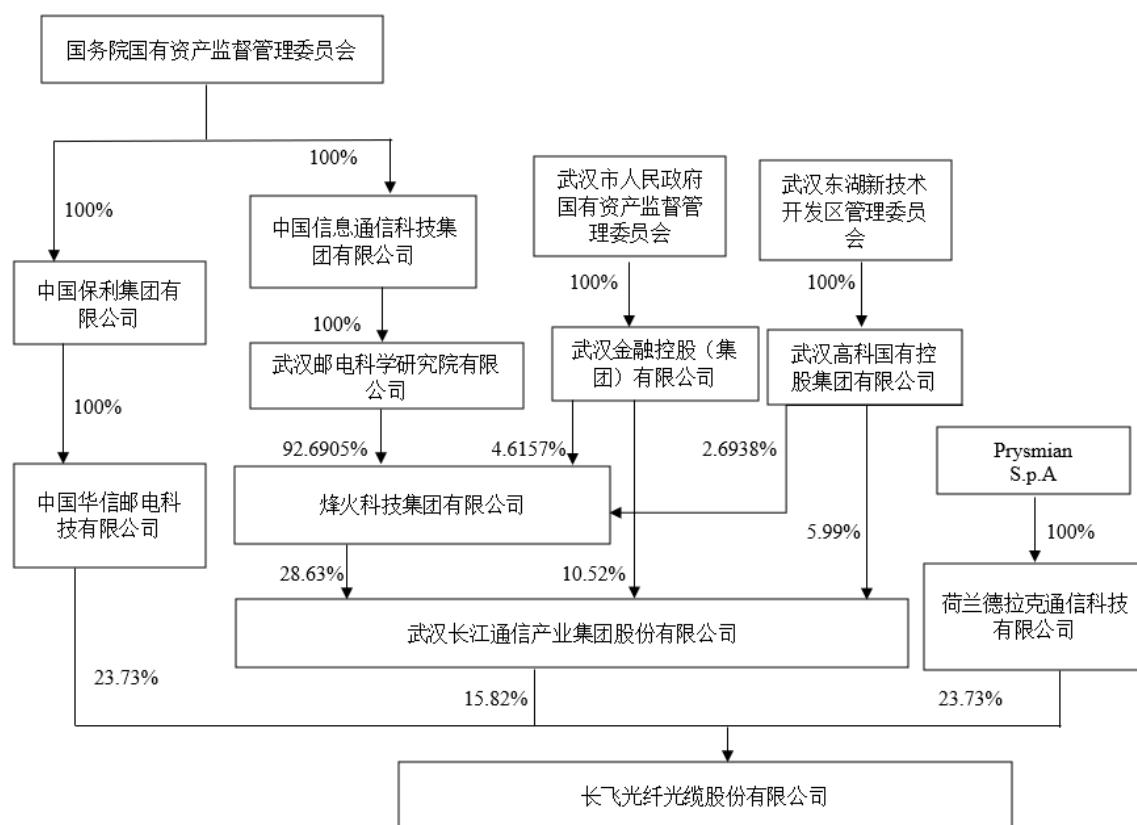 国务院国有资产监督管理委员会
100%
100%
中国保利集团有
限公司
中国信息通信科技集
团有限公司
武汉市人民政府
国有资产监督管
理委员会
武汉东湖新技术
开发区管理委员
会
100%
100%
100%
100%
武汉邮电科学研究院有限
公司
武汉金融控股（集
团）有限公司
武汉高科国有控
股集团有限公司
92.6905%
4.6157%
2.6938%
Prysmian
S.p.A
中国华信邮电科
技有限公司
烽火科技集团有限公司
5.99%
100%
28.63%
10.52%
武汉长江通信产业集团股份有限公司
荷兰德拉克通信科技
有限公司
23.73%
15.82%
23.73%
长飞光纤光缆股份有限公司